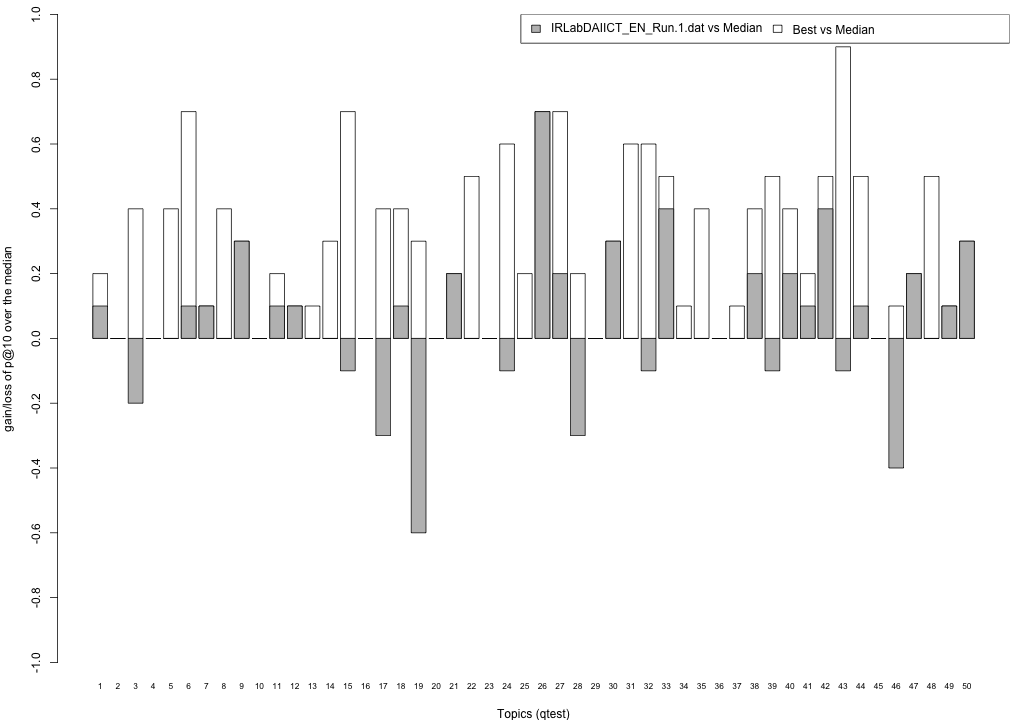 IRLabDAIICT_EN_Run.1.dat vs Median Best vs Median
gain/loss of p@10 over the median
1.0
0.8
0.6
0.4
0.2
0.0
-0.2
-0.4
-0.6
-0.8
-1.0
1 2 3 4 5 6 7 8 9 10 11 12 13 14 15 16 17 18 19 20 21 22 23 24 25 26 27 28 29 30 31 32 33 34 35 36 37 38 39 40 41 42 43 44 45 46 47 48 49 50
Topics (qtest)